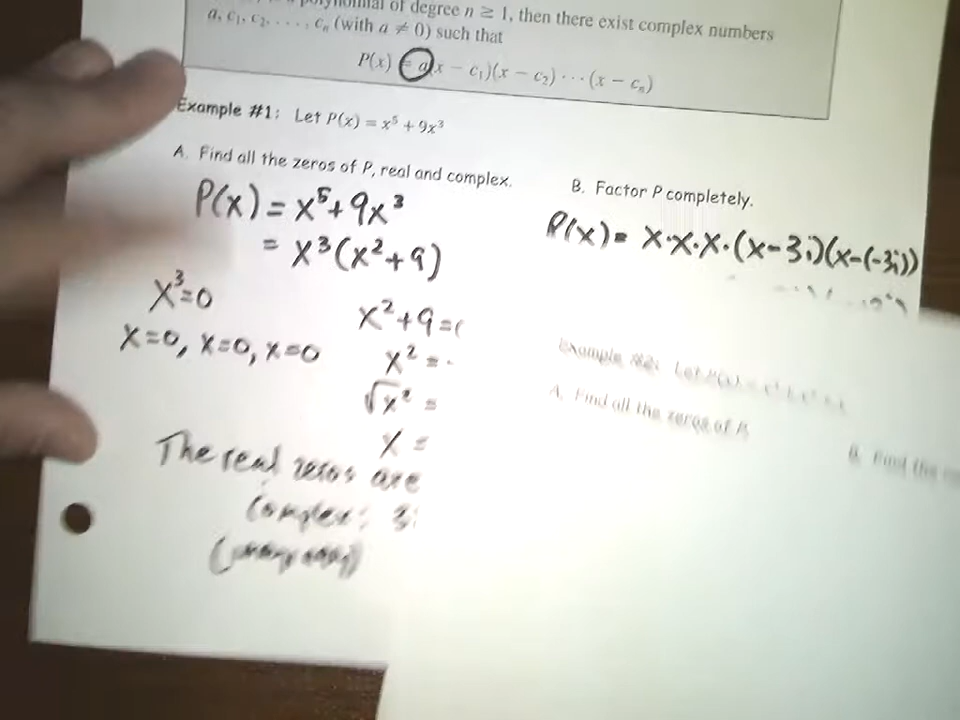 polynomial of degree n ≥ 1, then there exist complex numbers
a, c₁, c₂, . . . , cₙ (with a ≠ 0) such that
P(x) = a(x − c₁)(x − c₂) ⋯ (x − cₙ)
Example #1: Let P(x) = x⁵ + 9x³
A. Find all the zeros of P, real and complex.
P(x) = x⁵ + 9x³
= x³(x² + 9)
x³ = 0
x = 0, x = 0, x = 0
x² + 9 =
x² = -
√x² =
x =
The real zeros are
complex: 3i
B. Factor P completely.
P(x) = x·x·x·(x − 3i)(x − (−3i))
Example #2: Let P(x) =
A. Find all the zeros of P.
B. the